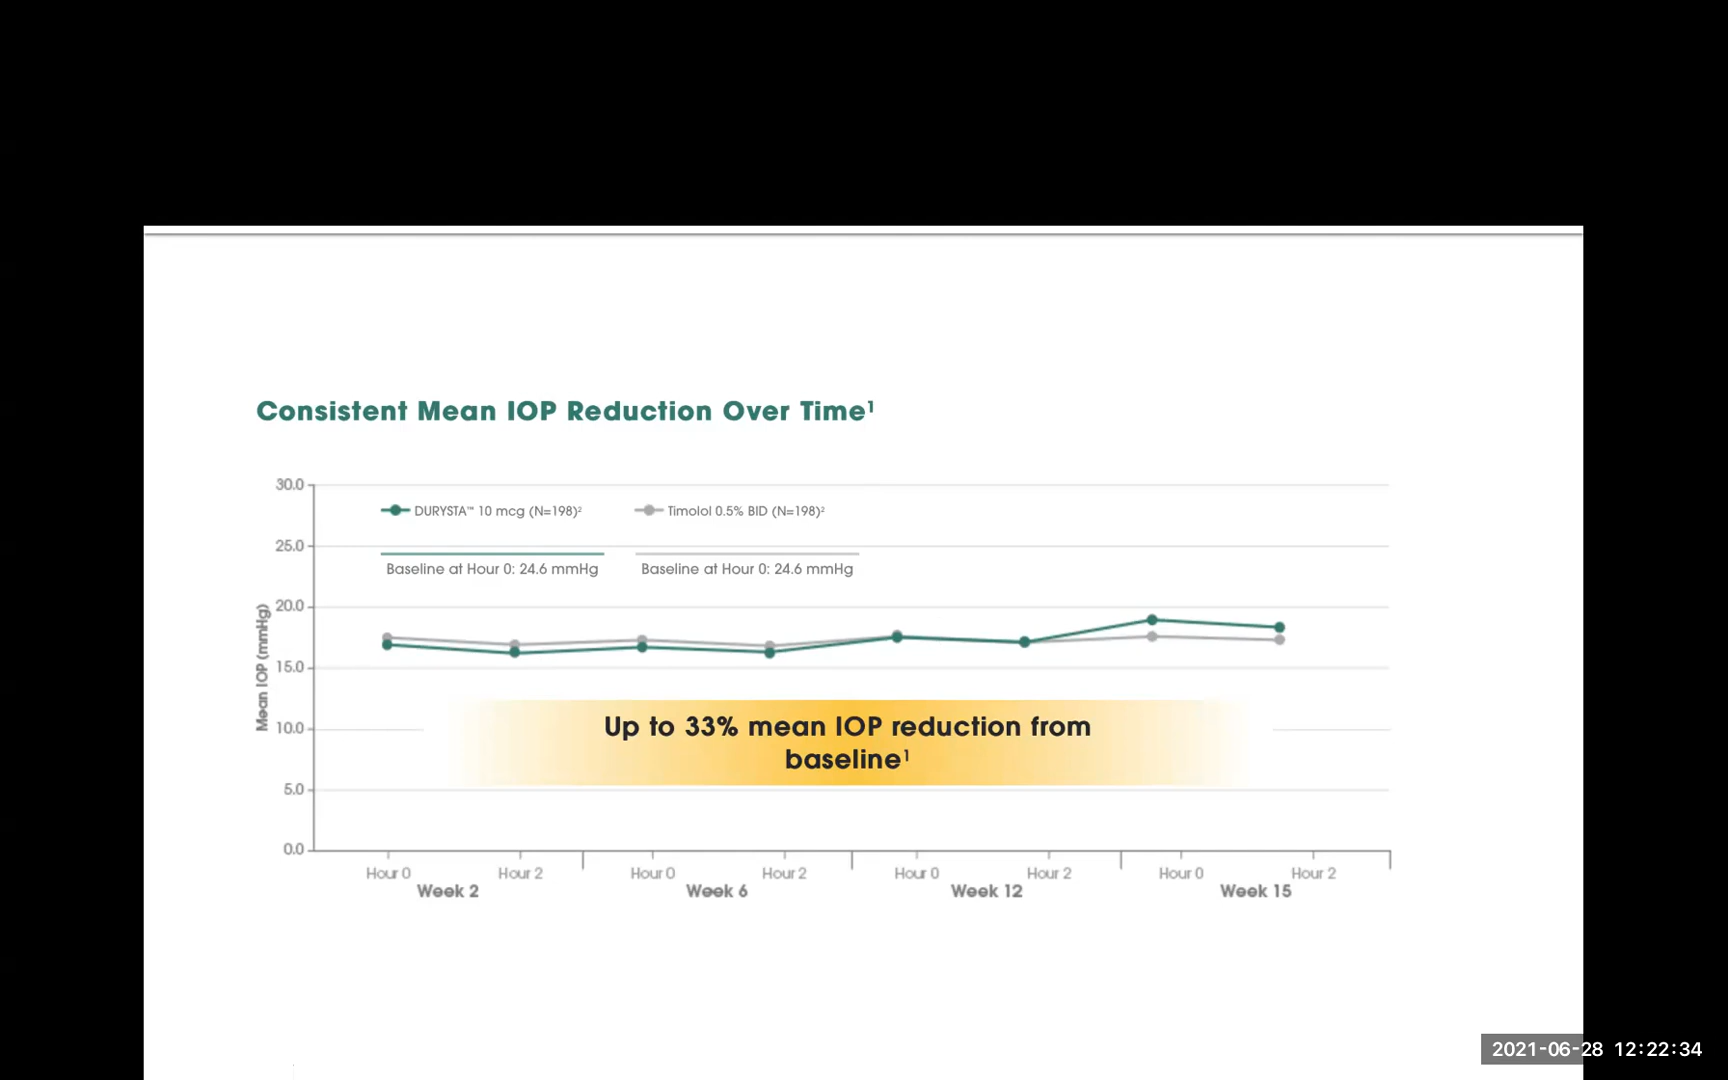 Consistent Mean IOP Reduction Over Time¹
30.0
DURYSTA™ 10 mcg (N=198)²
Timolol 0.5% BID (N=198)²
25.0
Baseline at Hour 0: 24.6 mmHg
Baseline at Hour 0: 24.6 mmHg
20.0
Mean IOP (mmHg)
15.0
Up to 33% mean IOP reduction from
baseline¹
10.0
5.0
0.0
Hour 0 Hour 2 Hour 0 Hour 2 Hour 0 Hour 2 Hour 0 Hour 2
Week 2 Week 6 Week 12 Week 15
2021-06-28 12:22:34